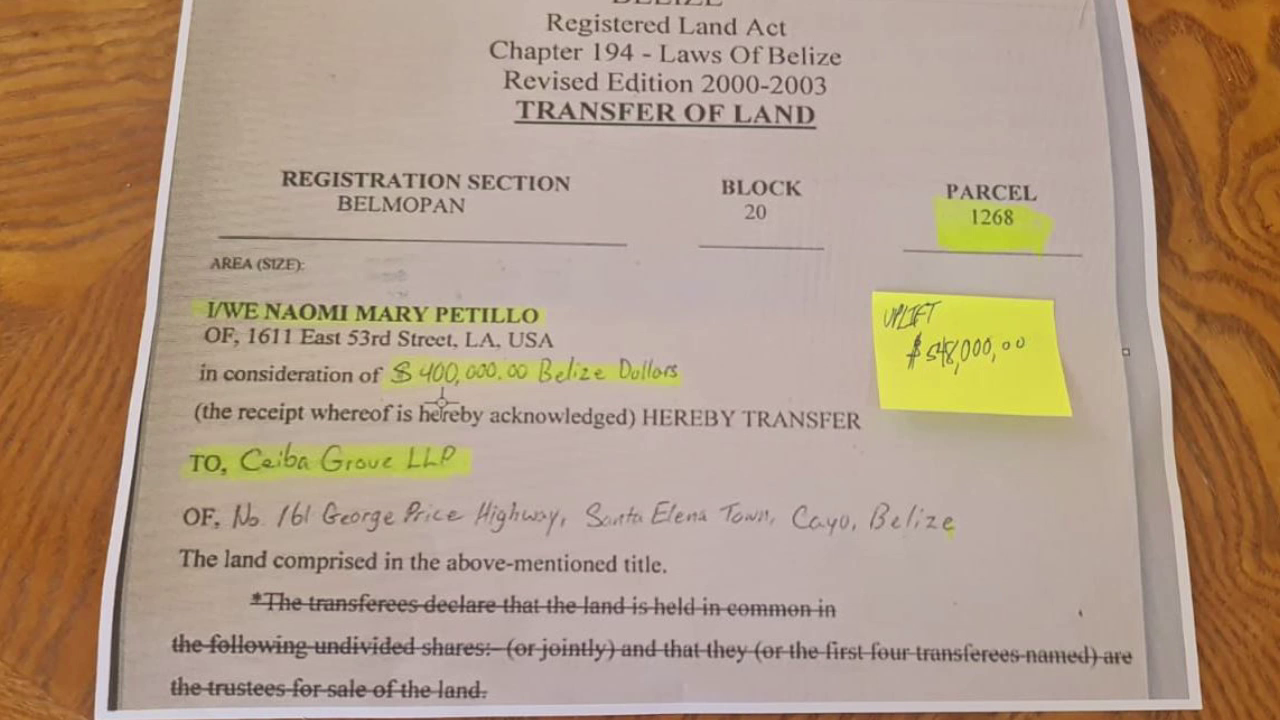 BELIZE
Registered Land Act
Chapter 194 - Laws Of Belize
Revised Edition 2000-2003
TRANSFER OF LAND
REGISTRATION SECTION BLOCK PARCEL
BELMOPAN 20 1268
AREA (SIZE):
I/WE NAOMI MARY PETILLO
OF, 1611 East 53rd Street, LA, USA
in consideration of $400,000.00 Belize Dollars
(the receipt whereof is hereby acknowledged) HEREBY TRANSFER
TO, Ceiba Grove LLP
OF, No. 161 George Price Highway, Santa Elena Town, Cayo, Belize
The land comprised in the above-mentioned title.
*The transferees declare that the land is held in common in
the following undivided shares:- (or jointly) and that they (or the first four transferees named) are
the trustees for sale of the land.
UPLIFT
$548,000,00